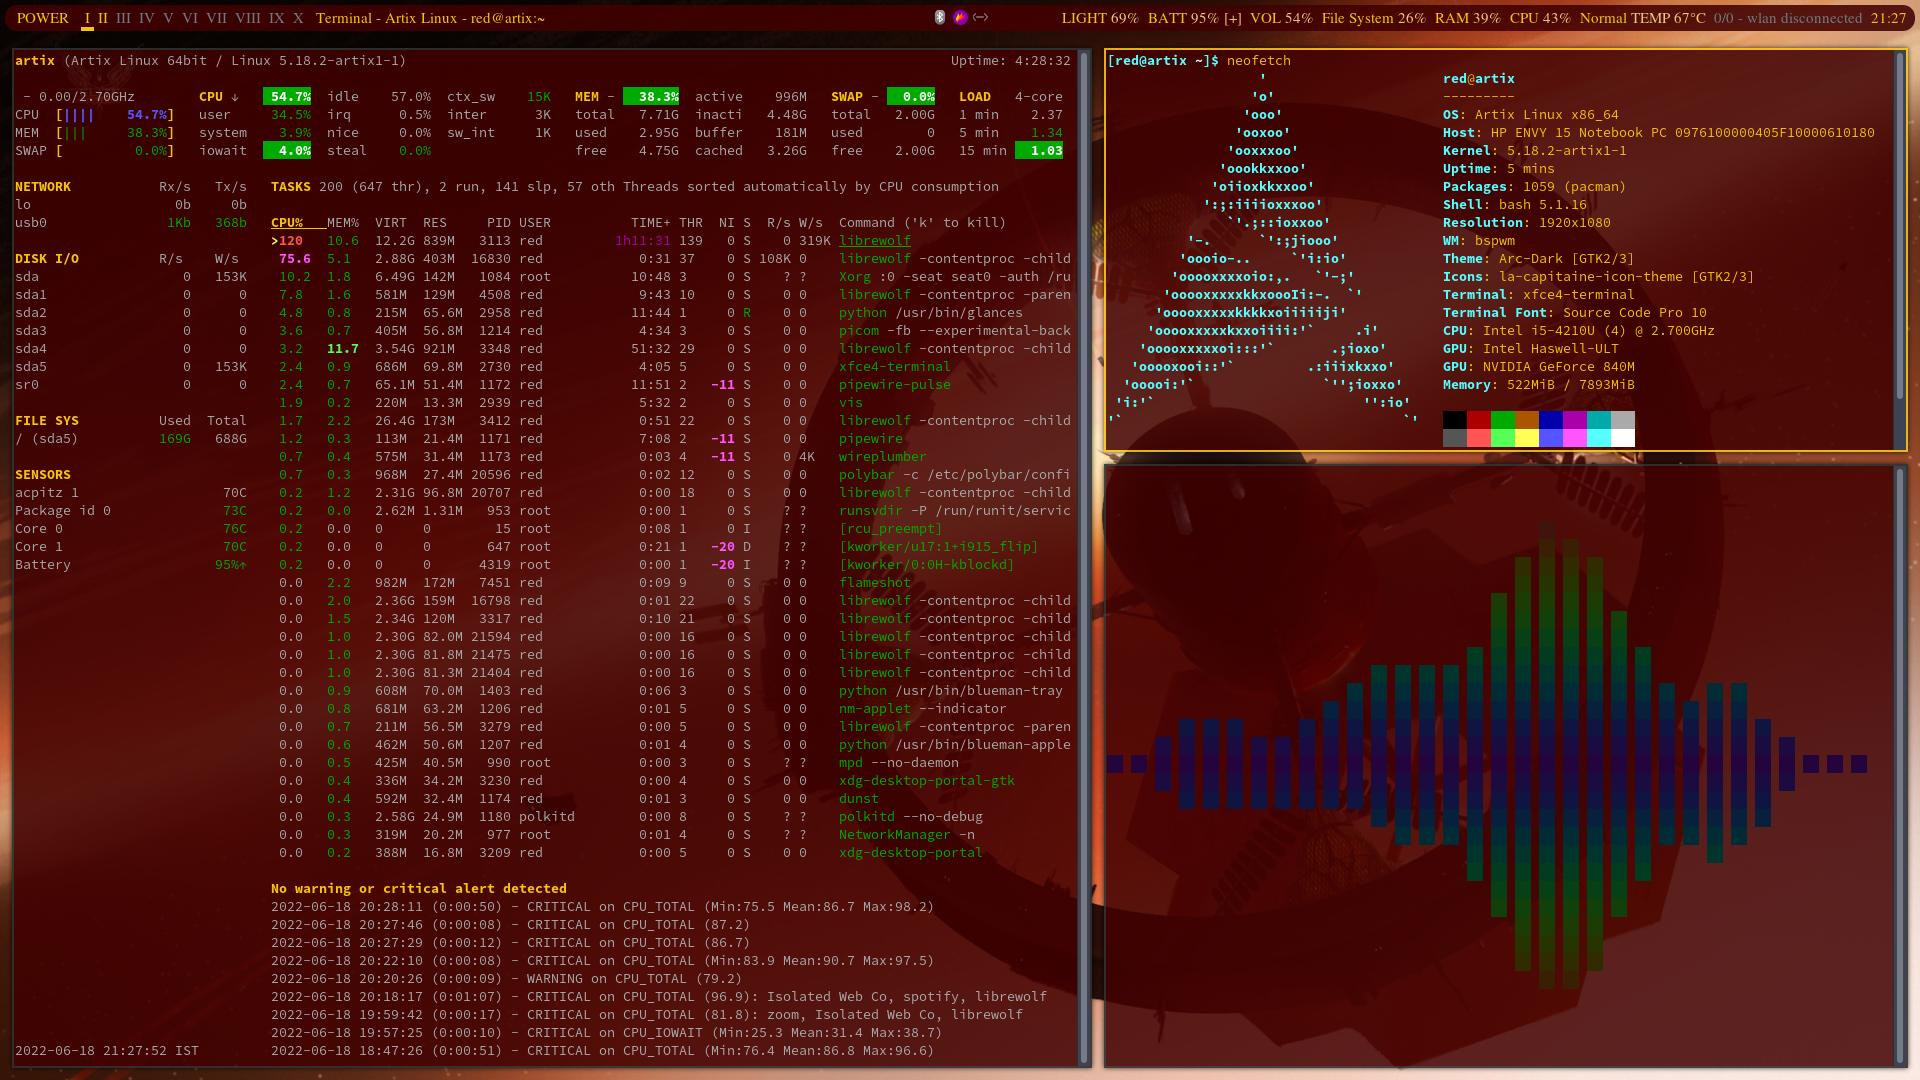 POWER I II III IV V VI VII VIII IX X Terminal - Artix Linux - red@artix:~ LIGHT 69% BATT 95% [+] VOL 54% File System 26% RAM 39% CPU 43% Normal TEMP 67°C 0/0 - wlan disconnected 21:27
artix (Artix Linux 64bit / Linux 5.18.2-artix1-1) Uptime: 4:28:32
- 0.00/2.70GHz CPU ↓ 54.7% idle 57.0% ctx_sw 15K MEM - 38.3% active 996M SWAP - 0.0% LOAD 4-core
CPU [|||| 54.7%] user 34.5% irq 0.5% inter 3K total 7.71G inacti 4.48G total 2.00G 1 min 2.37
MEM [||| 38.3%] system 3.9% nice 0.0% sw_int 1K used 2.95G buffer 181M used 0 5 min 1.34
SWAP [ 0.0%] iowait 4.0% steal 0.0% free 4.75G cached 3.26G free 2.00G 15 min 1.03
NETWORK Rx/s Tx/s
lo 0b 0b
usb0 1Kb 368b
DISK I/O R/s W/s
sda 0 153K
sda1 0 0
sda2 0 0
sda3 0 0
sda4 0 0
sda5 0 153K
sr0 0 0
FILE SYS Used Total
/ (sda5) 169G 688G
SENSORS
acpitz 1 70C
Package id 0 73C
Core 0 76C
Core 1 70C
Battery 95%↑
TASKS 200 (647 thr), 2 run, 141 slp, 57 oth Threads sorted automatically by CPU consumption
CPU% MEM% VIRT RES PID USER TIME+ THR NI S R/s W/s Command ('k' to kill)
>120 10.6 12.2G 839M 3113 red 1h11:31 139 0 S 0 319K librewolf
75.6 5.1 2.88G 403M 16830 red 0:31 37 0 S 108K 0 librewolf -contentproc -child
10.2 1.8 6.49G 142M 1084 root 10:48 3 0 S ? ? Xorg :0 -seat seat0 -auth /ru
7.8 1.6 581M 129M 4508 red 9:43 10 0 S 0 0 librewolf -contentproc -paren
4.8 0.8 215M 65.6M 2958 red 11:44 1 0 R 0 0 python /usr/bin/glances
3.6 0.7 405M 56.8M 1214 red 4:34 3 0 S 0 0 picom -fb --experimental-back
3.2 11.7 3.54G 921M 3348 red 51:32 29 0 S 0 0 librewolf -contentproc -child
2.4 0.9 686M 69.8M 2730 red 4:05 5 0 S 0 0 xfce4-terminal
2.4 0.7 65.1M 51.4M 1172 red 11:51 2 -11 S 0 0 pipewire-pulse
1.9 0.2 220M 13.3M 2939 red 5:32 2 0 S 0 0 vis
1.7 2.2 26.4G 173M 3412 red 0:51 22 0 S 0 0 librewolf -contentproc -child
1.2 0.3 113M 21.4M 1171 red 7:08 2 -11 S 0 0 pipewire
0.7 0.4 575M 31.4M 1173 red 0:03 4 -11 S 0 4K wireplumber
0.7 0.3 968M 27.4M 20596 red 0:02 12 0 S 0 0 polybar -c /etc/polybar/confi
0.2 1.2 2.31G 96.8M 20707 red 0:00 18 0 S 0 0 librewolf -contentproc -child
0.2 0.0 2.62M 1.31M 953 root 0:00 1 0 S ? ? runsvdir -P /run/runit/servic
0.2 0.0 0 0 15 root 0:08 1 0 I ? ? [rcu_preempt]
0.2 0.0 0 0 647 root 0:21 1 -20 D ? ? [kworker/u17:1+i915_flip]
0.2 0.0 0 0 4319 root 0:00 1 -20 I ? ? [kworker/0:0H-kblockd]
0.0 2.2 982M 172M 7451 red 0:09 9 0 S 0 0 flameshot
0.0 2.0 2.36G 159M 16798 red 0:01 22 0 S 0 0 librewolf -contentproc -child
0.0 1.5 2.34G 120M 3317 red 0:10 21 0 S 0 0 librewolf -contentproc -child
0.0 1.0 2.30G 82.0M 21594 red 0:00 16 0 S 0 0 librewolf -contentproc -child
0.0 1.0 2.30G 81.8M 21475 red 0:00 16 0 S 0 0 librewolf -contentproc -child
0.0 1.0 2.30G 81.3M 21404 red 0:00 16 0 S 0 0 librewolf -contentproc -child
0.0 0.9 608M 70.0M 1403 red 0:06 3 0 S 0 0 python /usr/bin/blueman-tray
0.0 0.8 681M 63.2M 1206 red 0:01 5 0 S 0 0 nm-applet --indicator
0.0 0.7 211M 56.5M 3279 red 0:00 5 0 S 0 0 librewolf -contentproc -paren
0.0 0.6 462M 50.6M 1207 red 0:01 4 0 S 0 0 python /usr/bin/blueman-apple
0.0 0.5 425M 40.5M 990 root 0:00 3 0 S ? ? mpd --no-daemon
0.0 0.4 336M 34.2M 3230 red 0:00 4 0 S 0 0 xdg-desktop-portal-gtk
0.0 0.4 592M 32.4M 1174 red 0:01 3 0 S 0 0 dunst
0.0 0.3 2.58G 24.9M 1180 polkitd 0:00 8 0 S ? ? polkitd --no-debug
0.0 0.3 319M 20.2M 977 root 0:01 4 0 S ? ? NetworkManager -n
0.0 0.2 388M 16.8M 3209 red 0:00 5 0 S 0 0 xdg-desktop-portal
No warning or critical alert detected
2022-06-18 20:28:11 (0:00:50) - CRITICAL on CPU_TOTAL (Min:75.5 Mean:86.7 Max:98.2)
2022-06-18 20:27:46 (0:00:08) - CRITICAL on CPU_TOTAL (87.2)
2022-06-18 20:27:29 (0:00:12) - CRITICAL on CPU_TOTAL (86.7)
2022-06-18 20:22:10 (0:00:08) - CRITICAL on CPU_TOTAL (Min:83.9 Mean:90.7 Max:97.5)
2022-06-18 20:20:26 (0:00:09) - WARNING on CPU_TOTAL (79.2)
2022-06-18 20:18:17 (0:01:07) - CRITICAL on CPU_TOTAL (96.9): Isolated Web Co, spotify, librewolf
2022-06-18 19:59:42 (0:00:17) - CRITICAL on CPU_TOTAL (81.8): zoom, Isolated Web Co, librewolf
2022-06-18 19:57:25 (0:00:10) - CRITICAL on CPU_IOWAIT (Min:25.3 Mean:31.4 Max:38.7)
2022-06-18 21:27:52 IST 2022-06-18 18:47:26 (0:00:51) - CRITICAL on CPU_TOTAL (Min:76.4 Mean:86.8 Max:96.6)
[red@artix ~]$ neofetch
'
'o'
'ooo'
'ooxoo'
'ooxxxoo'
'oookkxxoo'
'oiioxkkxxoo'
':;:iiiioxxxoo'
`'.;::ioxxoo'
'-. `':;jiooo'
'oooio-.. `'i:io'
'ooooxxxxoio:,. `'-;'
'ooooxxxxxkkxoooIi:-. `'
'ooooxxxxxkkkkxoiiiiiji'
'ooooxxxxxkxxoiiii:'` .i'
'ooooxxxxxoi:::'` .;ioxo'
'ooooxooi::'` .:iiixkxxo'
'ooooi:'` `'';ioxxo'
'i:'` '':io'
'` `'
red@artix
---------
OS: Artix Linux x86_64
Host: HP ENVY 15 Notebook PC 0976100000405F10000610180
Kernel: 5.18.2-artix1-1
Uptime: 5 mins
Packages: 1059 (pacman)
Shell: bash 5.1.16
Resolution: 1920x1080
WM: bspwm
Theme: Arc-Dark [GTK2/3]
Icons: la-capitaine-icon-theme [GTK2/3]
Terminal: xfce4-terminal
Terminal Font: Source Code Pro 10
CPU: Intel i5-4210U (4) @ 2.700GHz
GPU: Intel Haswell-ULT
GPU: NVIDIA GeForce 840M
Memory: 522MiB / 7893MiB